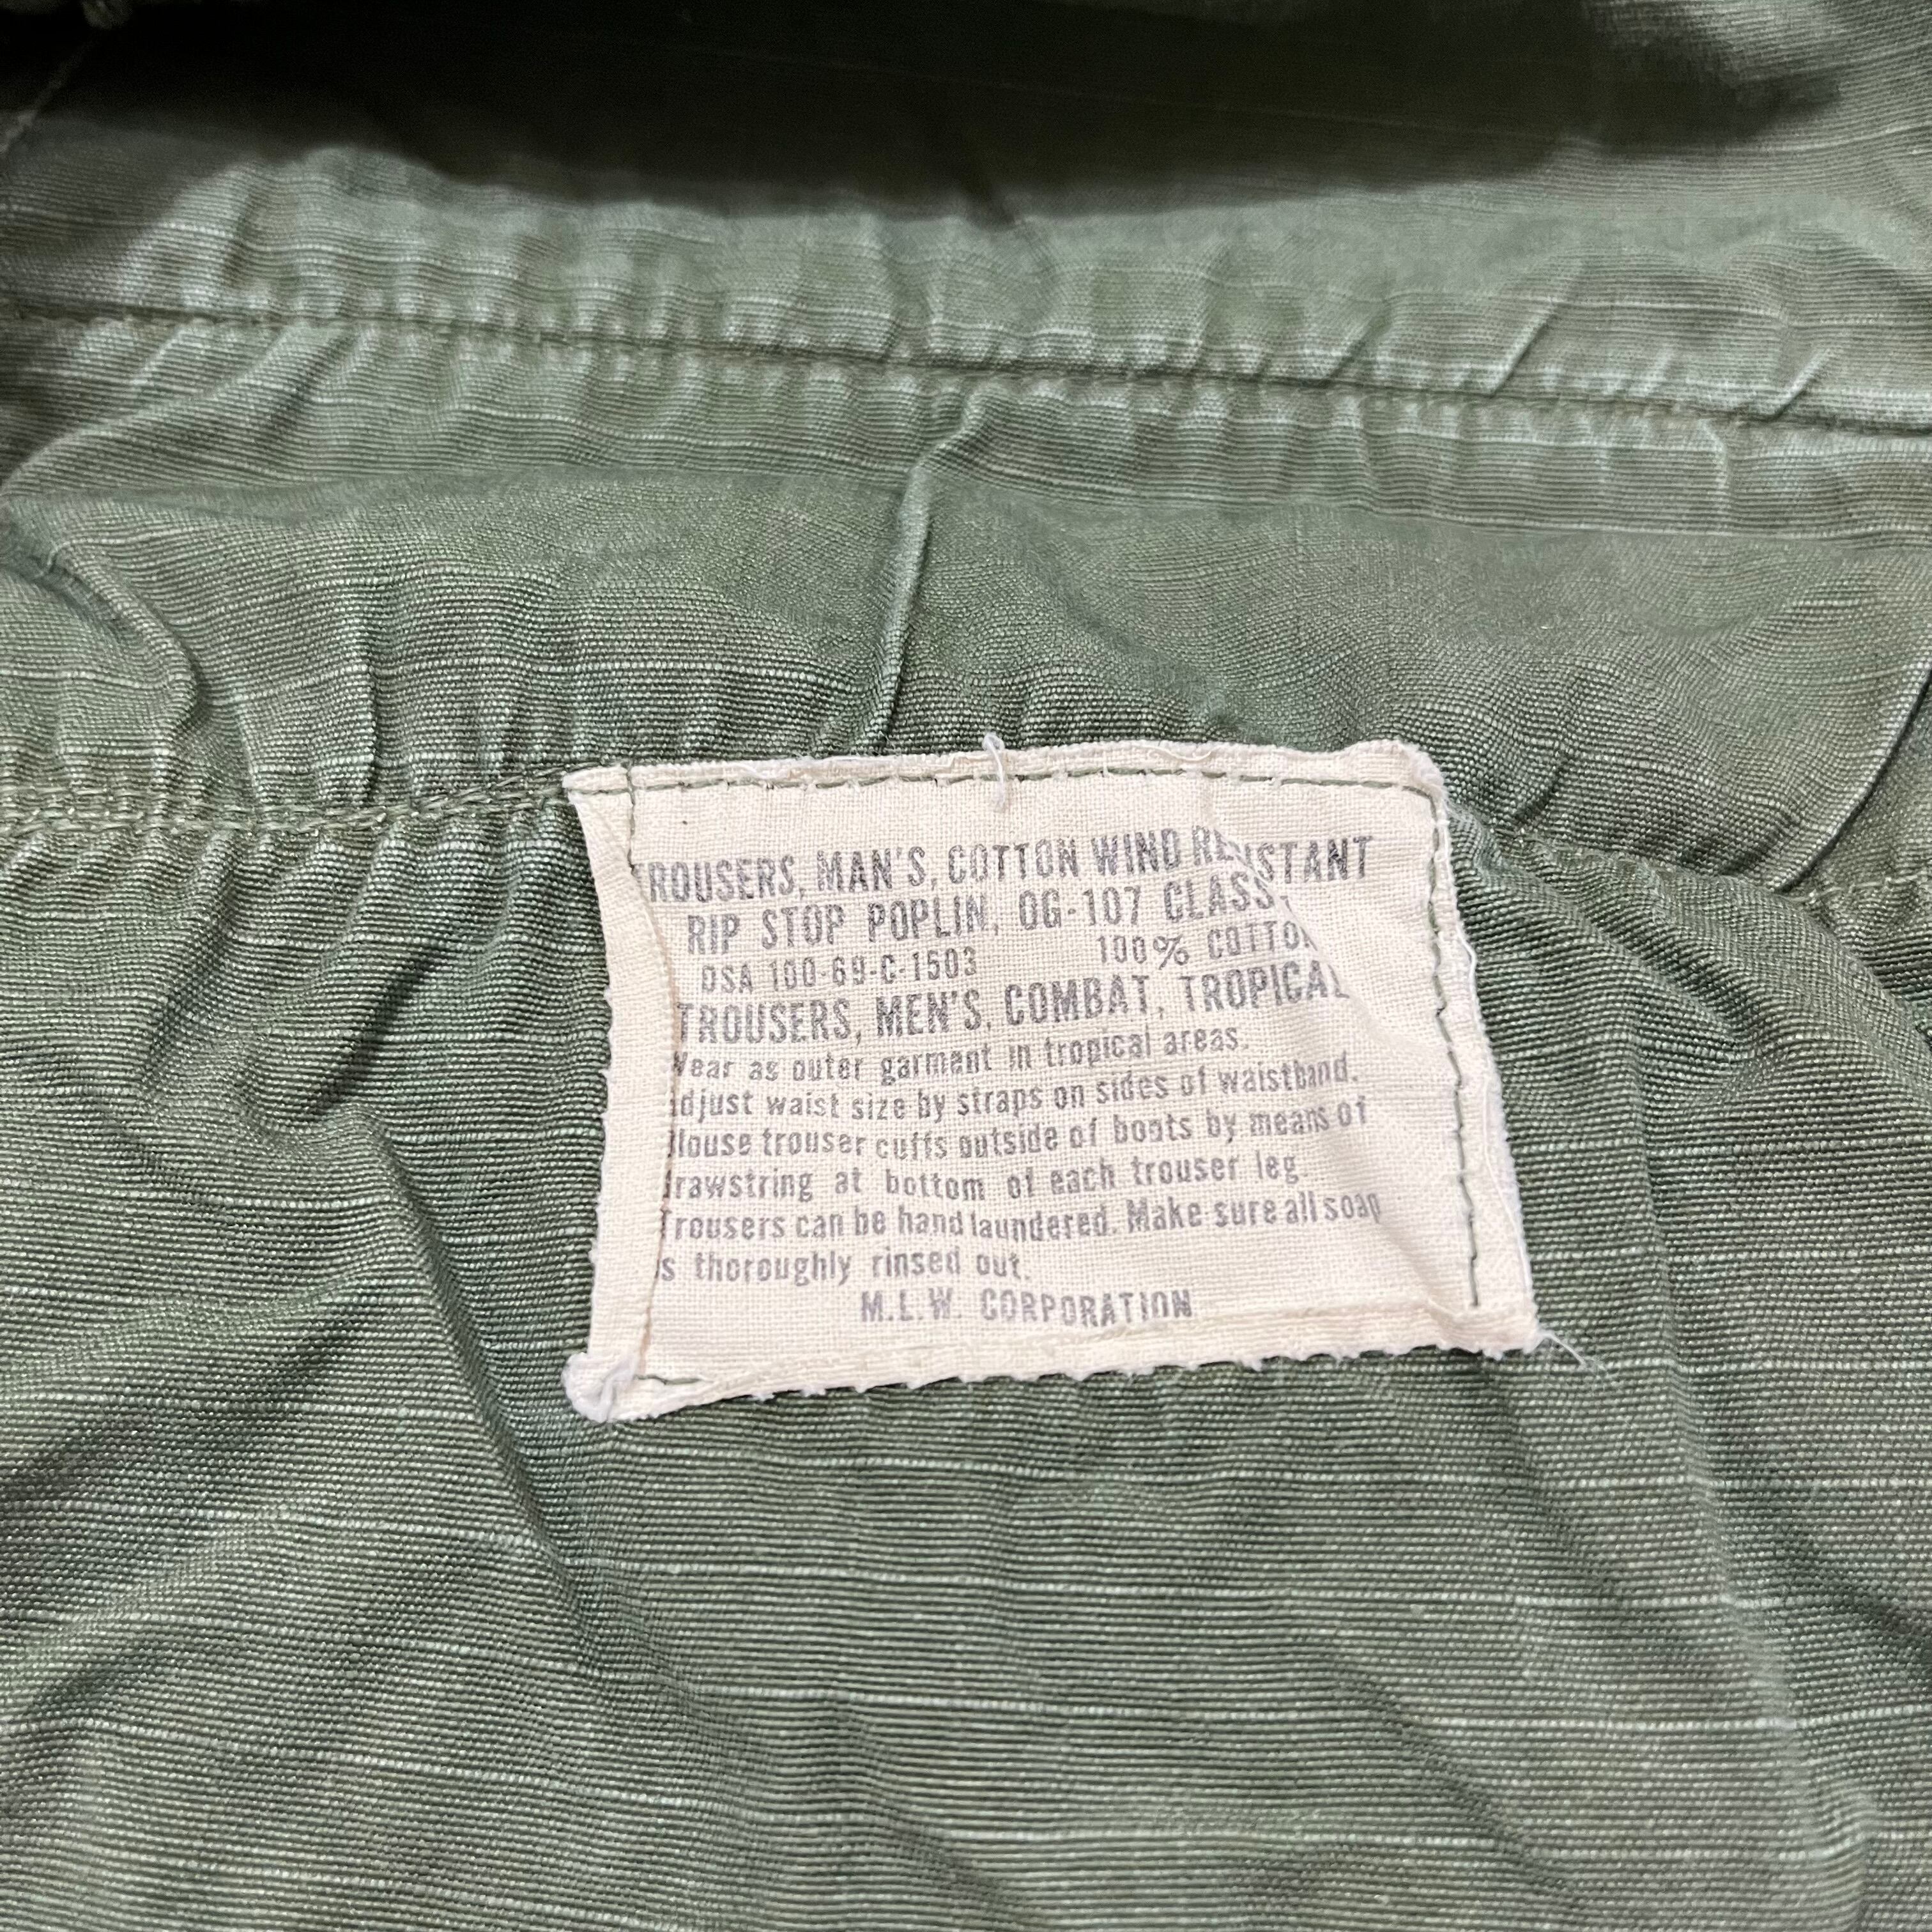 TROUSERS, MAN'S, COTTON WIND RESISTANT
RIP STOP POPLIN, OG-107 CLASS
DSA 100-69-C-1503 100% COTTON
TROUSERS, MEN'S, COMBAT, TROPICAL
Wear as outer garment in tropical areas.
djust waist size by straps on sides of waistband.
louse trouser cuffs outside of boots by means of
rawstring at bottom of each trouser leg.
Trousers can be hand laundered. Make sure all soap
is thoroughly rinsed out.
M.L.W. CORPORATION